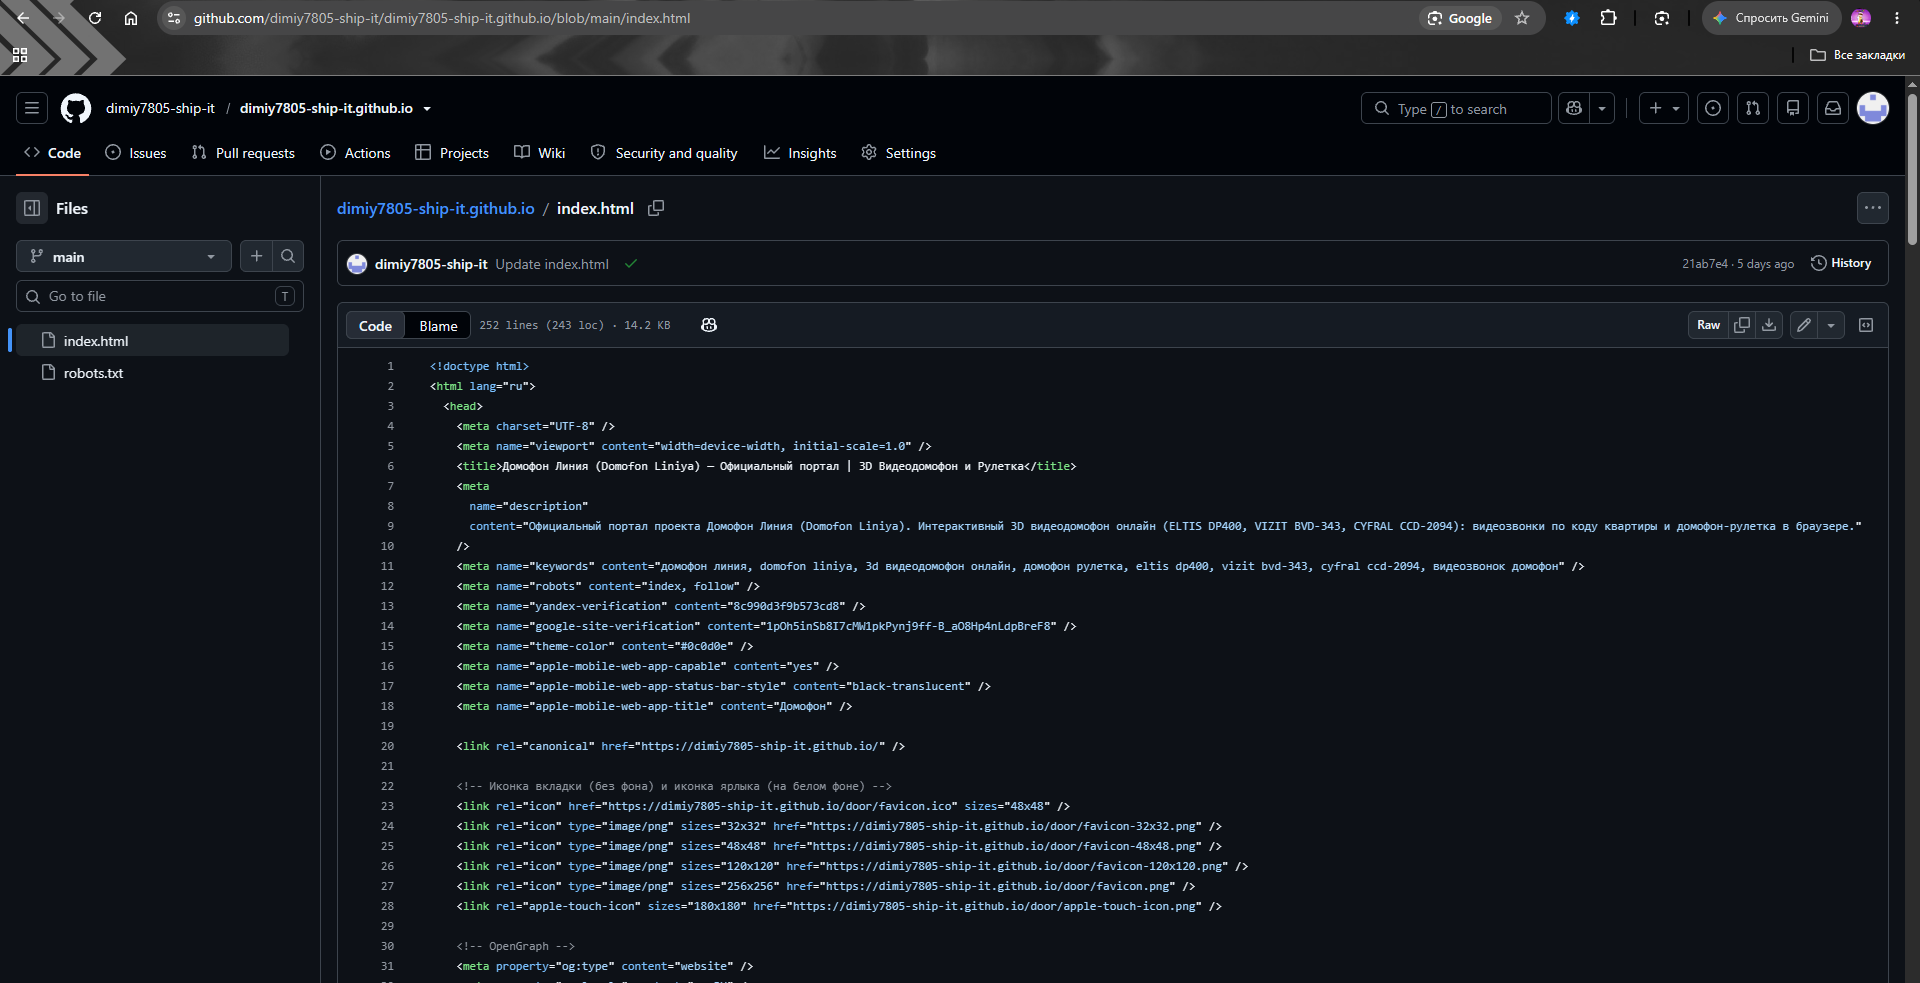 github.com/dimiy7805-ship-it/dimiy7805-ship-it.github.io/blob/main/index.html
Google
Спросить Gemini
Все закладки
dimiy7805-ship-it / dimiy7805-ship-it.github.io
Type / to search
Code Issues Pull requests Actions Projects Wiki Security and quality Insights Settings
Files
main
Go to file T
index.html
robots.txt
dimiy7805-ship-it.github.io / index.html
dimiy7805-ship-it Update index.html
21ab7e4 · 5 days ago History
Code Blame 252 lines (243 loc) · 14.2 KB
Raw
1 <!doctype html>
2 <html lang="ru">
3 <head>
4 <meta charset="UTF-8" />
5 <meta name="viewport" content="width=device-width, initial-scale=1.0" />
6 <title>Домофон Линия (Domofon Liniya) — Официальный портал | 3D Видеодомофон и Рулетка</title>
7 <meta
8 name="description"
9 content="Официальный портал проекта Домофон Линия (Domofon Liniya). Интерактивный 3D видеодомофон онлайн (ELTIS DP400, VIZIT BVD-343, CYFRAL CCD-2094): видеозвонки по коду квартиры и домофон-рулетка в браузере."
10 />
11 <meta name="keywords" content="домофон линия, domofon liniya, 3d видеодомофон онлайн, домофон рулетка, eltis dp400, vizit bvd-343, cyfral ccd-2094, видеозвонок домофон" />
12 <meta name="robots" content="index, follow" />
13 <meta name="yandex-verification" content="8c990d3f9b573cd8" />
14 <meta name="google-site-verification" content="1pOh5inSb8I7cMW1pkPynj9ff-B_aO8Hp4nLdpBreF8" />
15 <meta name="theme-color" content="#0c0d0e" />
16 <meta name="apple-mobile-web-app-capable" content="yes" />
17 <meta name="apple-mobile-web-app-status-bar-style" content="black-translucent" />
18 <meta name="apple-mobile-web-app-title" content="Домофон" />
19
20 <link rel="canonical" href="https://dimiy7805-ship-it.github.io/" />
21
22 <!-- Иконка вкладки (без фона) и иконка ярлыка (на белом фоне) -->
23 <link rel="icon" href="https://dimiy7805-ship-it.github.io/door/favicon.ico" sizes="48x48" />
24 <link rel="icon" type="image/png" sizes="32x32" href="https://dimiy7805-ship-it.github.io/door/favicon-32x32.png" />
25 <link rel="icon" type="image/png" sizes="48x48" href="https://dimiy7805-ship-it.github.io/door/favicon-48x48.png" />
26 <link rel="icon" type="image/png" sizes="120x120" href="https://dimiy7805-ship-it.github.io/door/favicon-120x120.png" />
27 <link rel="icon" type="image/png" sizes="256x256" href="https://dimiy7805-ship-it.github.io/door/favicon.png" />
28 <link rel="apple-touch-icon" sizes="180x180" href="https://dimiy7805-ship-it.github.io/door/apple-touch-icon.png" />
29
30 <!-- OpenGraph -->
31 <meta property="og:type" content="website" />